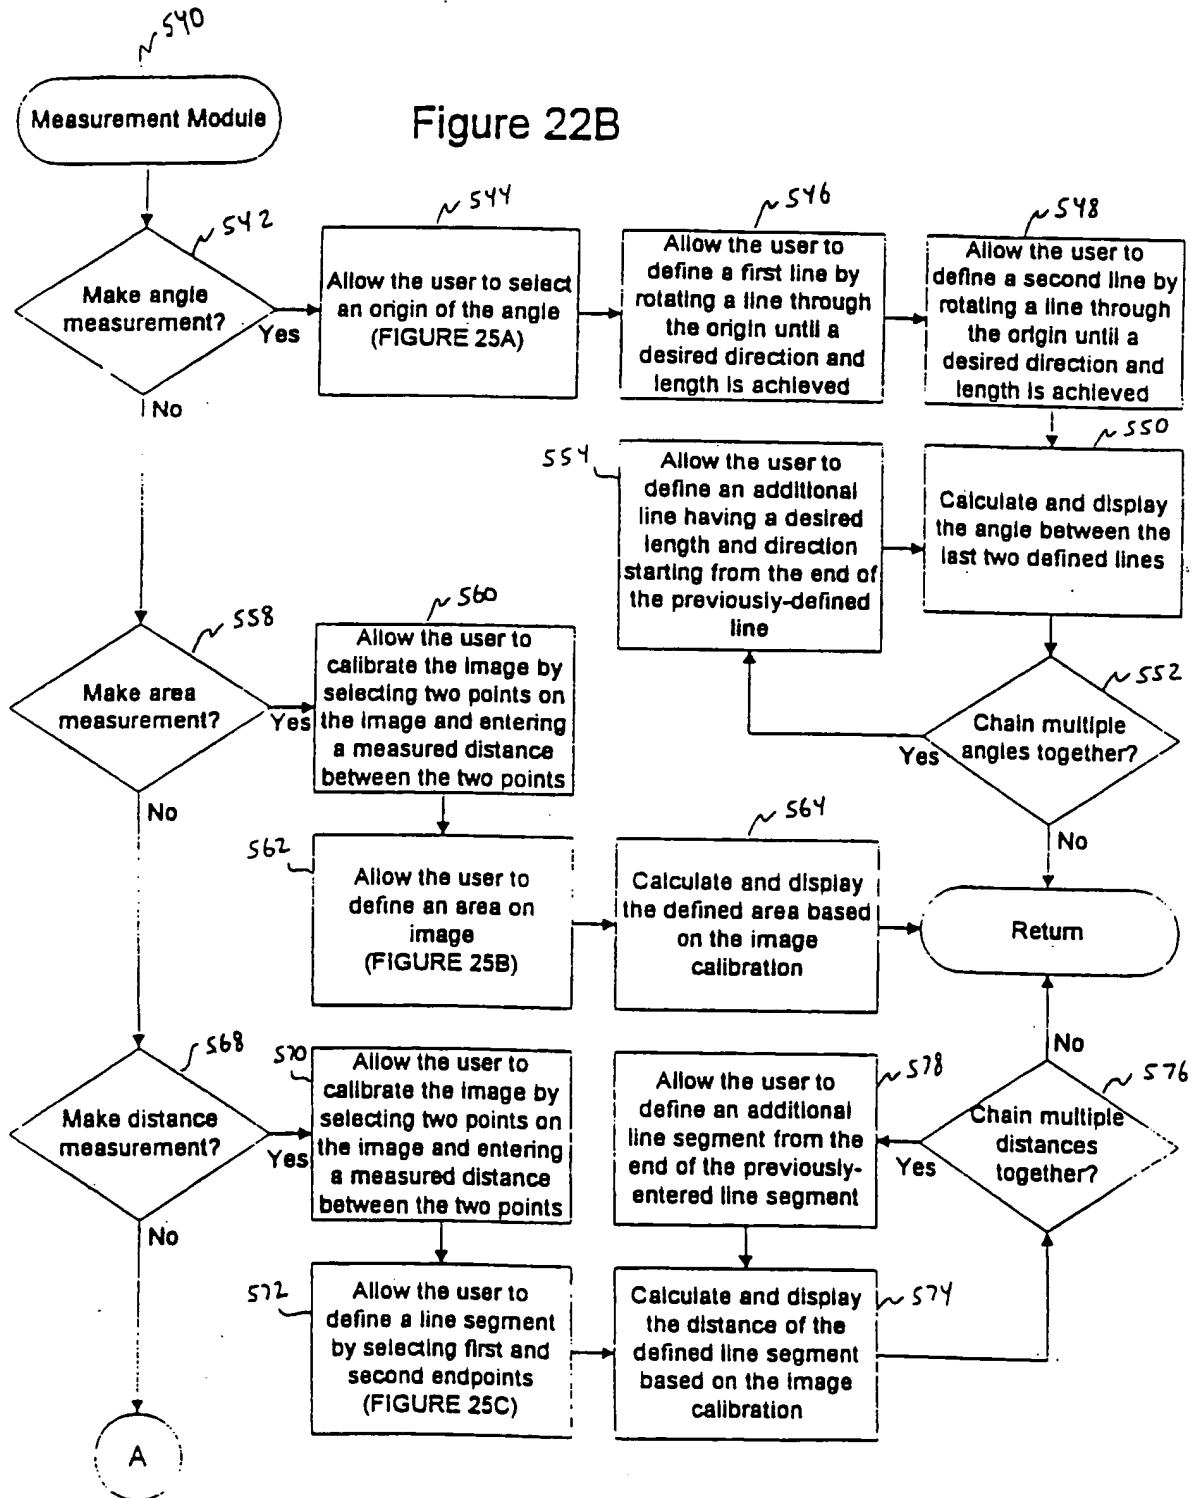 540
Measurement Module
Figure 22B
542
Make angle
measurement?
Yes
No
544
Allow the user to select
an origin of the angle
(FIGURE 25A)
546
Allow the user to
define a first line by
rotating a line through
the origin until a
desired direction and
length is achieved
548
Allow the user to
define a second line by
rotating a line through
the origin until a
desired direction and
length is achieved
550
Calculate and display
the angle between the
last two defined lines
554
Allow the user to
define an additional
line having a desired
length and direction
starting from the end of
the previously-defined
line
552
Chain multiple
angles together?
Yes
No
558
Make area
measurement?
Yes
No
560
Allow the user to
calibrate the image by
selecting two points on
the image and entering
a measured distance
between the two points
562
Allow the user to
define an area on
image
(FIGURE 25B)
564
Calculate and display
the defined area based
on the image
calibration
Return
568
Make distance
measurement?
Yes
No
570
Allow the user to
calibrate the image by
selecting two points on
the image and entering
a measured distance
between the two points
572
Allow the user to
define a line segment
by selecting first and
second endpoints
(FIGURE 25C)
578
Allow the user to
define an additional
line segment from the
end of the previously-
entered line segment
574
Calculate and display
the distance of the
defined line segment
based on the image
calibration
576
Chain multiple
distances
together?
Yes
No
A